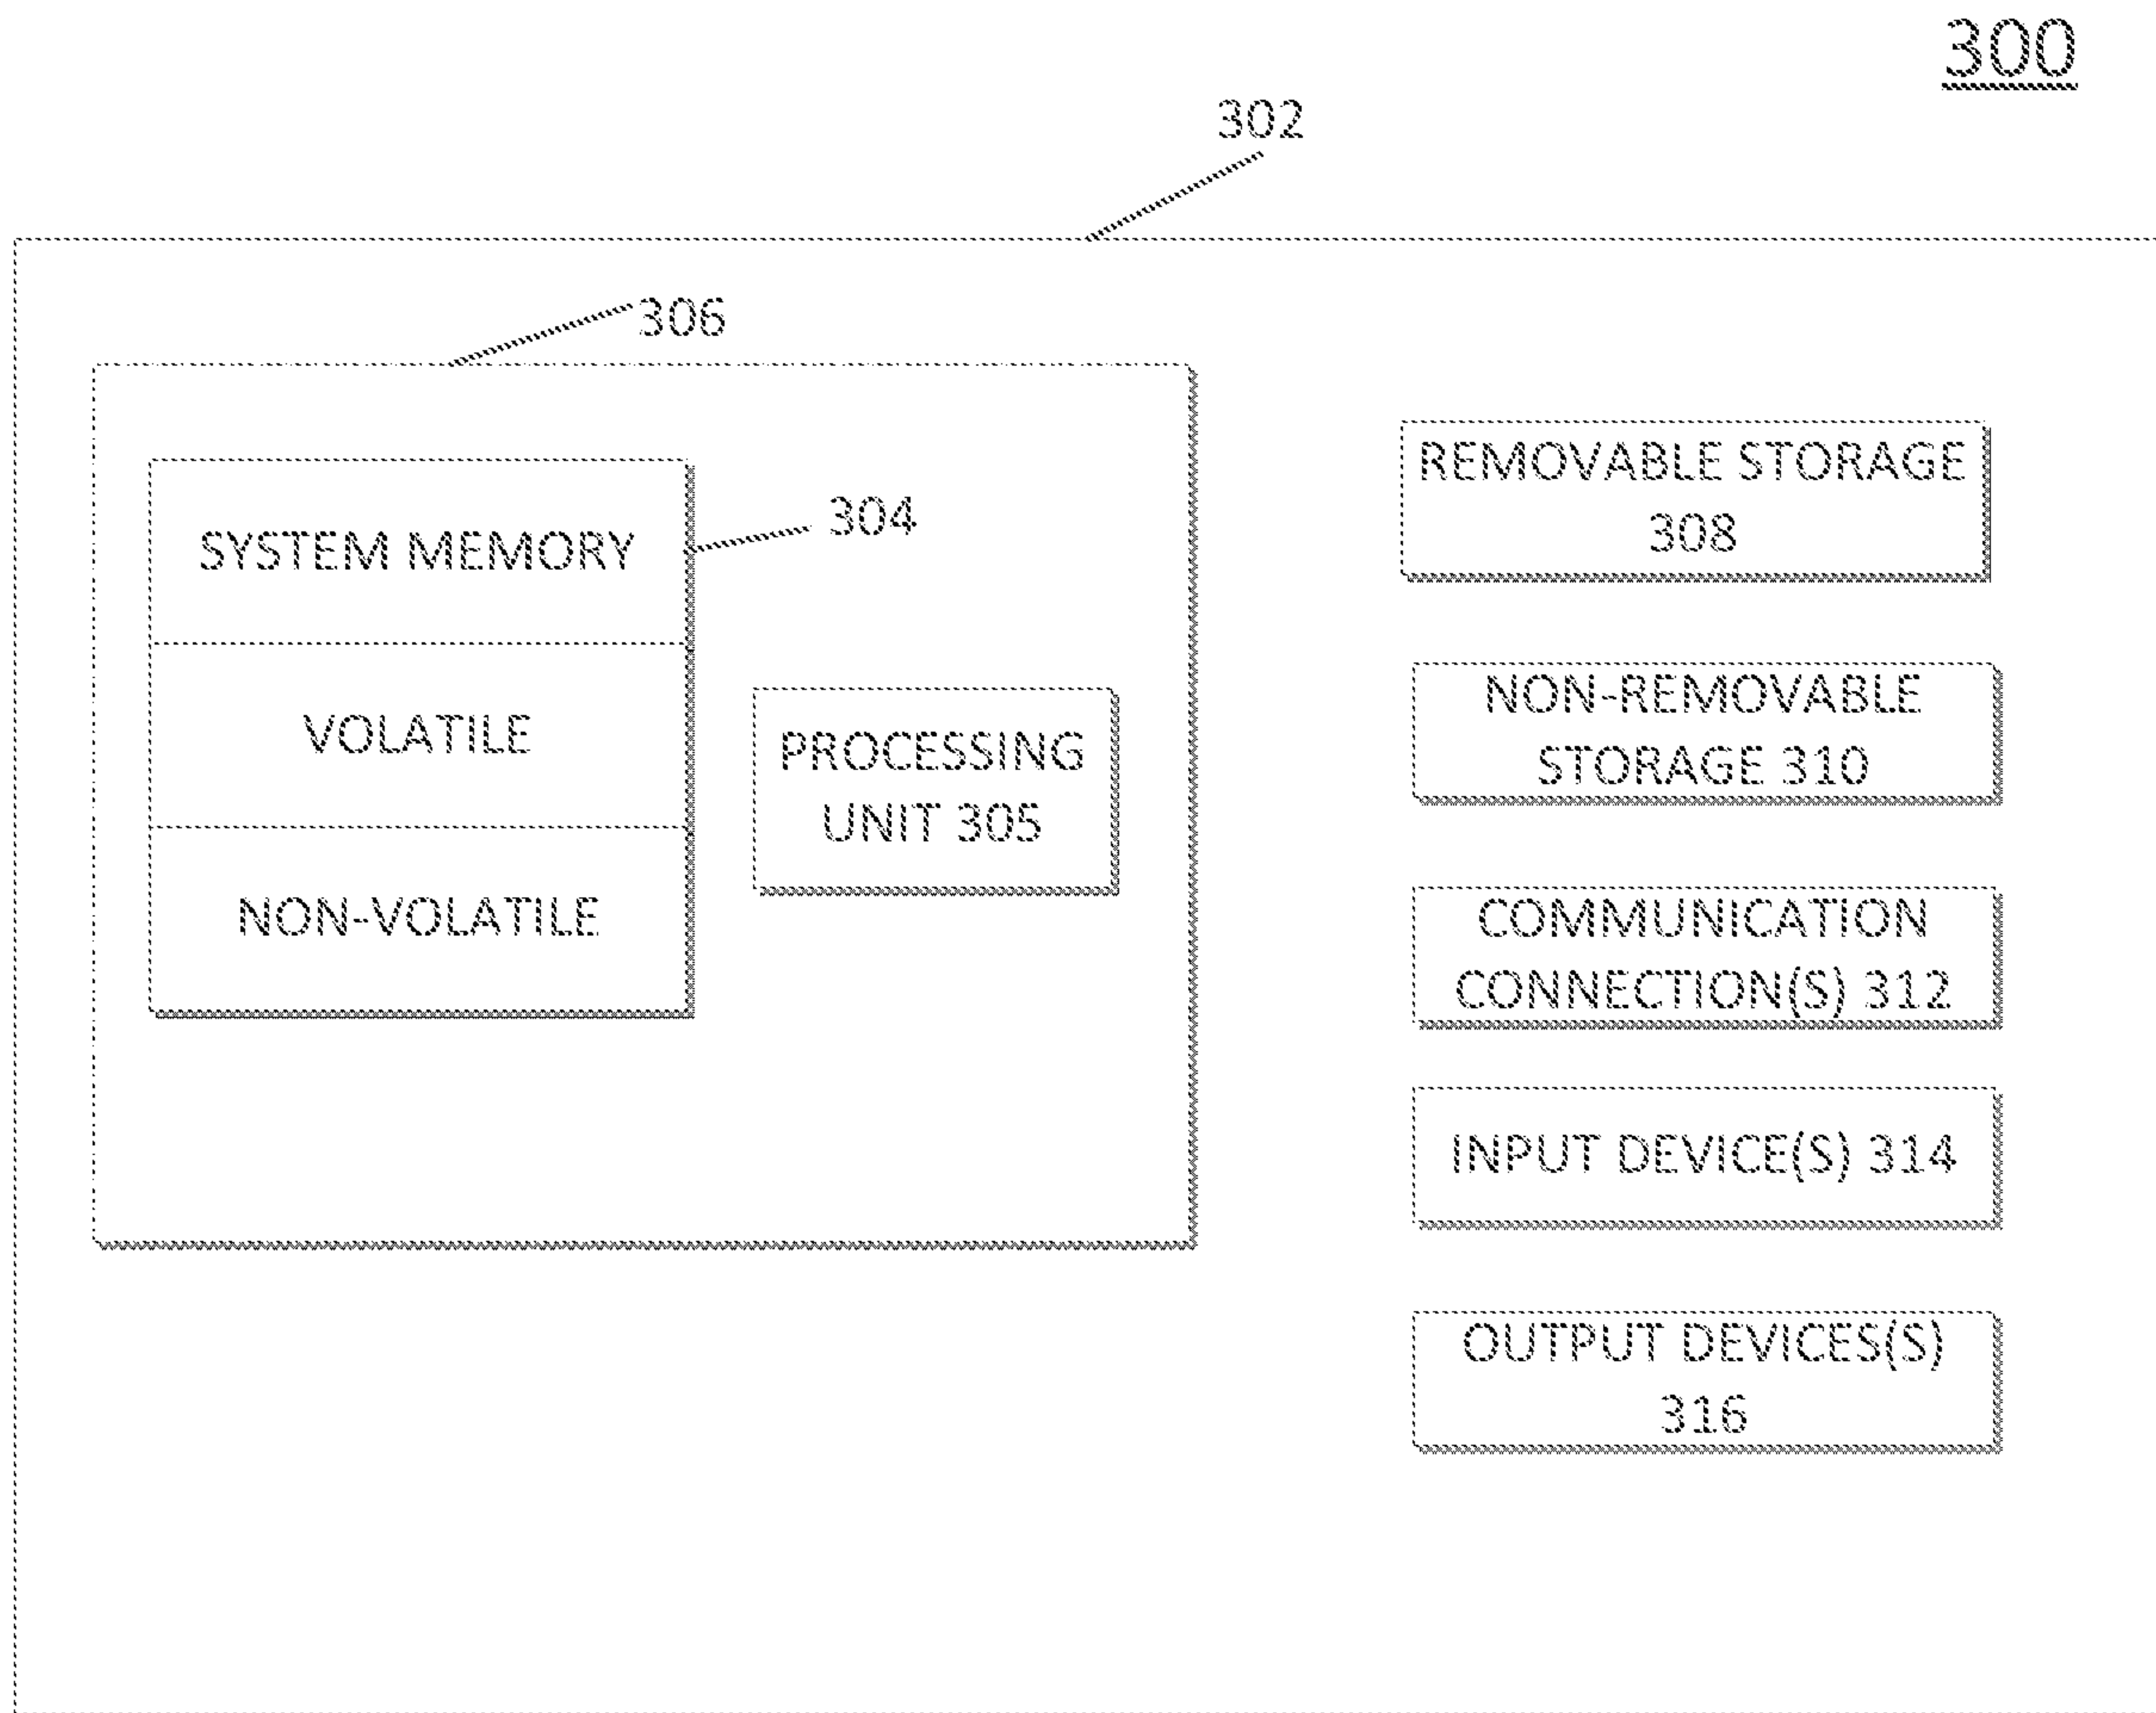 300
302
306
SYSTEM MEMORY
304
VOLATILE
NON-VOLATILE
PROCESSING
UNIT 305
REMOVABLE STORAGE
308
NON-REMOVABLE
STORAGE 310
COMMUNICATION
CONNECTION(S) 312
INPUT DEVICE(S) 314
OUTPUT DEVICES(S)
316